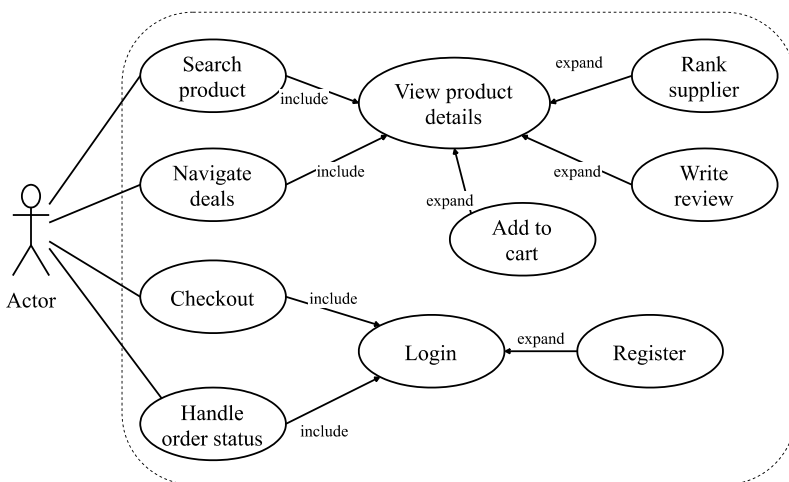 Search
product
include
View product
details
expand
Rank
supplier
Navigate
deals
include
expand
Write
review
expand
Add to
cart
Actor
Checkout
include
Login
expand
Register
Handle
order status
include